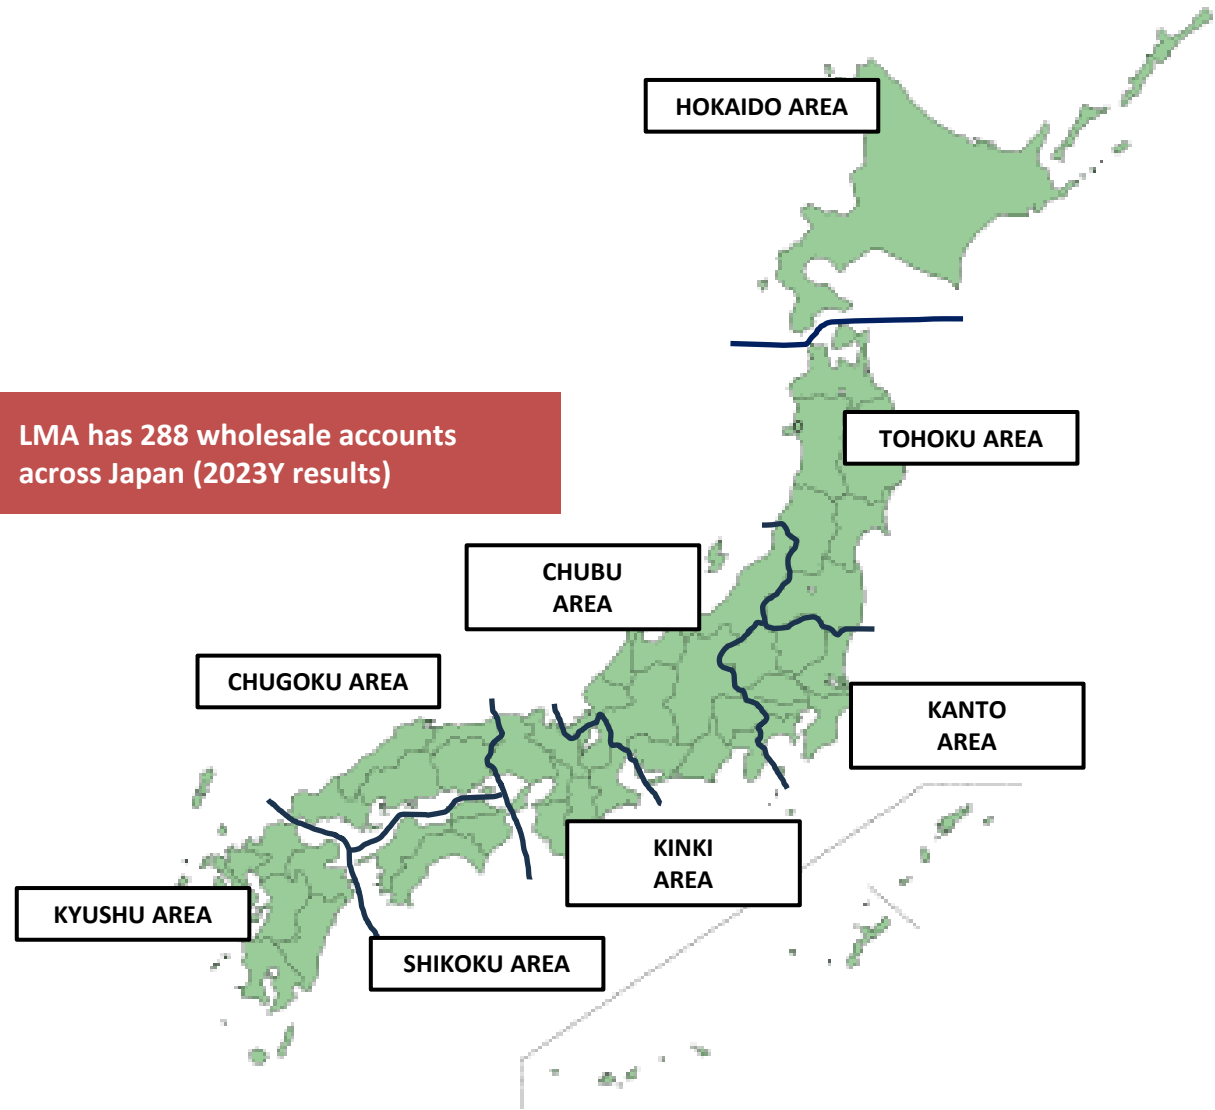 HOKAIDO AREA
LMA has 288 wholesale accounts
across Japan (2023Y results)
TOHOKU AREA
CHUBU
AREA
CHUGOKU AREA
KANTO
AREA
KINKI
AREA
KYUSHU AREA
SHIKOKU AREA